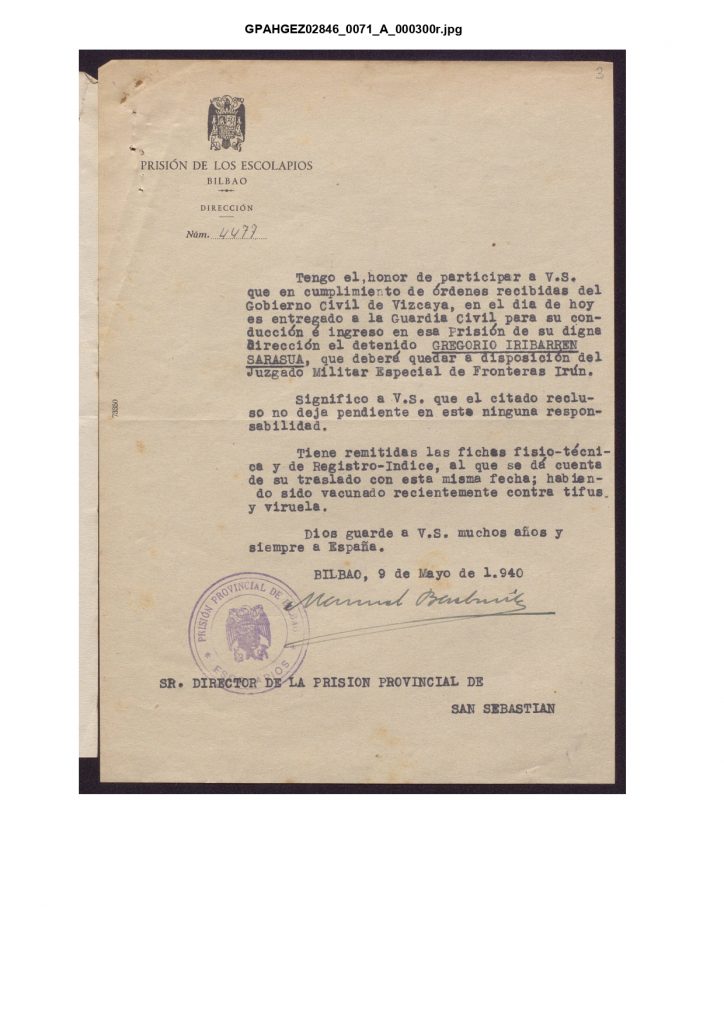 GPAHGEZ02846_0071_A_000300r.jpg
PRISIÓN DE LOS ESCOLAPIOS
BILBAO
DIRECCIÓN
Núm. 4477
Tengo el,honor de participar a V.S.
que en cumplimiento de órdenes recibidas del
Gobierno Civil de Vizcaya, en el dia de hoy
es entregado a la Guardia Civil para su con-
ducción é ingreso en esa Prisión de su digna
Dirección el detenido GREGORIO IRIBARREN
SARASUA, que deberá quedar a disposición del
Juzgado Militar Especial de Fronteras Irún.
Significo a V.S. que el citado reclu-
so no deja pendiente en este ninguna respon-
sabilidad.
Tiene remitidas las fichas fisio-técni-
ca y de Registro-Indice, al que se dá cuenta
de su traslado con esta misma fecha; habien-
do sido vacunado recientemente contra tifus
y viruela.
Dios guarde a V.S. muchos años y
siempre a España.
BILBAO, 9 de Mayo de 1.940
Manuel
PRISIÓN PROVINCIAL DE
SR. DIRECTOR DE LA PRISION PROVINCIAL DE
SAN SEBASTIAN